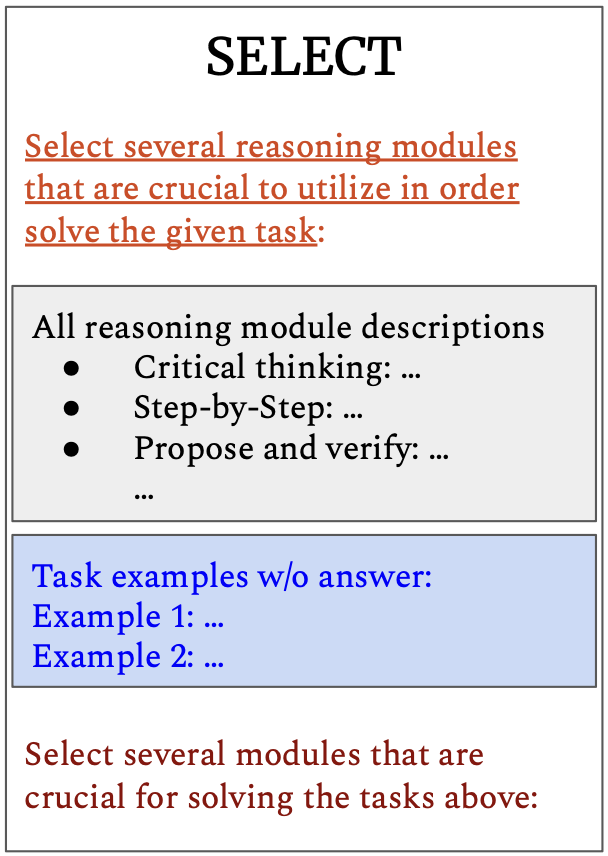 SELECT
Select several reasoning modules
that are crucial to utilize in order
solve the given task:
All reasoning module descriptions
● Critical thinking: ...
● Step-by-Step: ...
● Propose and verify: ...
...
Task examples w/o answer:
Example 1: ...
Example 2: ...
Select several modules that are
crucial for solving the tasks above: